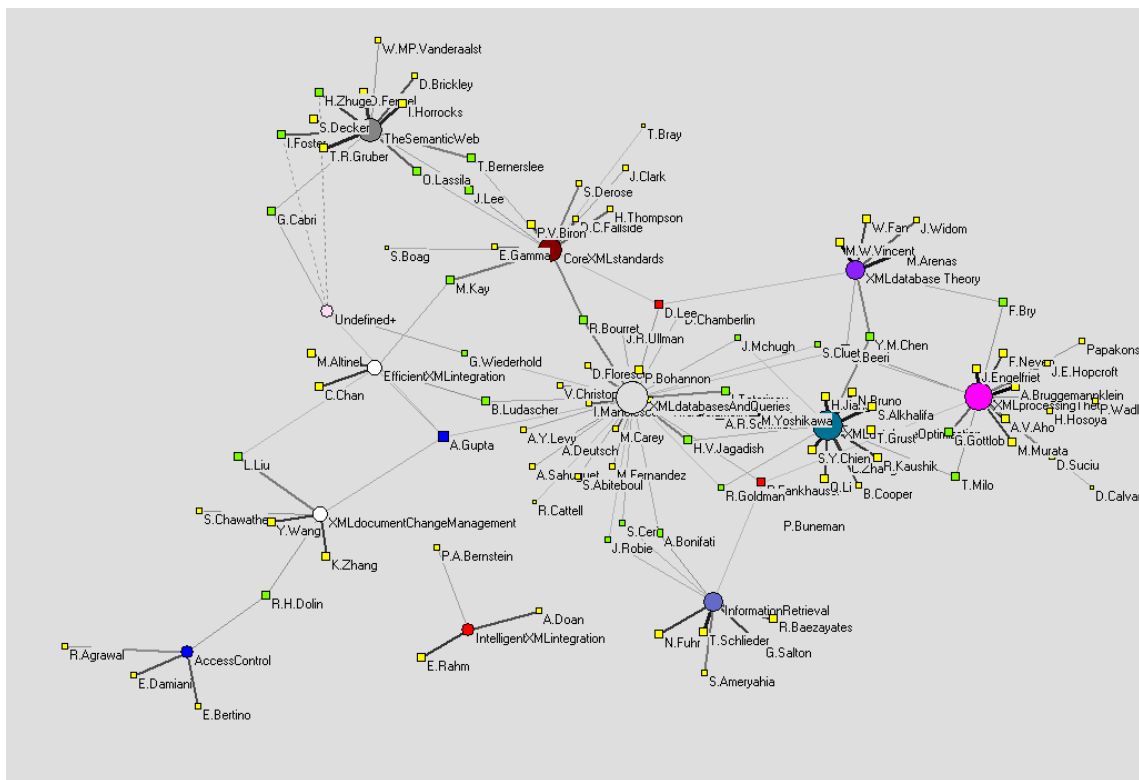 W.MP.Vanderaalst
D.Brickley
H.Zhuge
I.Horrocks
S.Decker
TheSemanticWeb
I.Foster
T.R.Gruber
T.Bray
T.Bernerslee
O.Lassila
J.Clark
S.Derose
J.Lee
G.Cabri
H.Thompson
D.C.Fallside
P.V.Biron
W.Fan
J.Widom
E.Gamma
M.W.Vincent
S.Boag
CoreXMLstandards
M.Arenas
XMLdatabase Theory
M.Kay
D.Lee
D.Chamberlin
F.Bry
Undefined+
R.Bourret
J.R.Ullman
Y.M.Chen
J.Mchugh
S.Cluet
Papakons
G.Wiederhold
M.Altinel
F.Neven
EfficientXMLintegration
J.E.Hopcroft
J.Engelfriet
P.Bohannon
C.Chan
A.Bruggemannklein
N.Bruno
B.Ludascher
XMLdatabasesAndQueries
H.Jia
S.Alkhalifa
P.Wadl
H.Hosoya
M.Yoshikawa
A.V.Aho
A.Y.Levy
M.Carey
T.Grust
G.Gottlob
A.Gupta
H.V.Jagadish
A.Deutsch
M.Murata
S.Y.Chien
D.Suciu
L.Liu
R.Kaushik
A.Sahuguet
M.Fernandez
T.Milo
S.Abiteboul
Q.Li
R.Goldman
B.Cooper
D.Calvan
R.Cattell
S.Chawathe
XMLdocumentChangeManagement
P.Buneman
Y.Wang
S.Ceri
A.Bonifati
J.Robie
P.A.Bernstein
K.Zhang
R.H.Dolin
InformationRetrieval
A.Doan
R.Baezayates
IntelligentXMLintegration
N.Fuhr
T.Schlieder
G.Salton
R.Agrawal
AccessControl
E.Rahm
E.Damiani
S.Ameryahia
E.Bertino